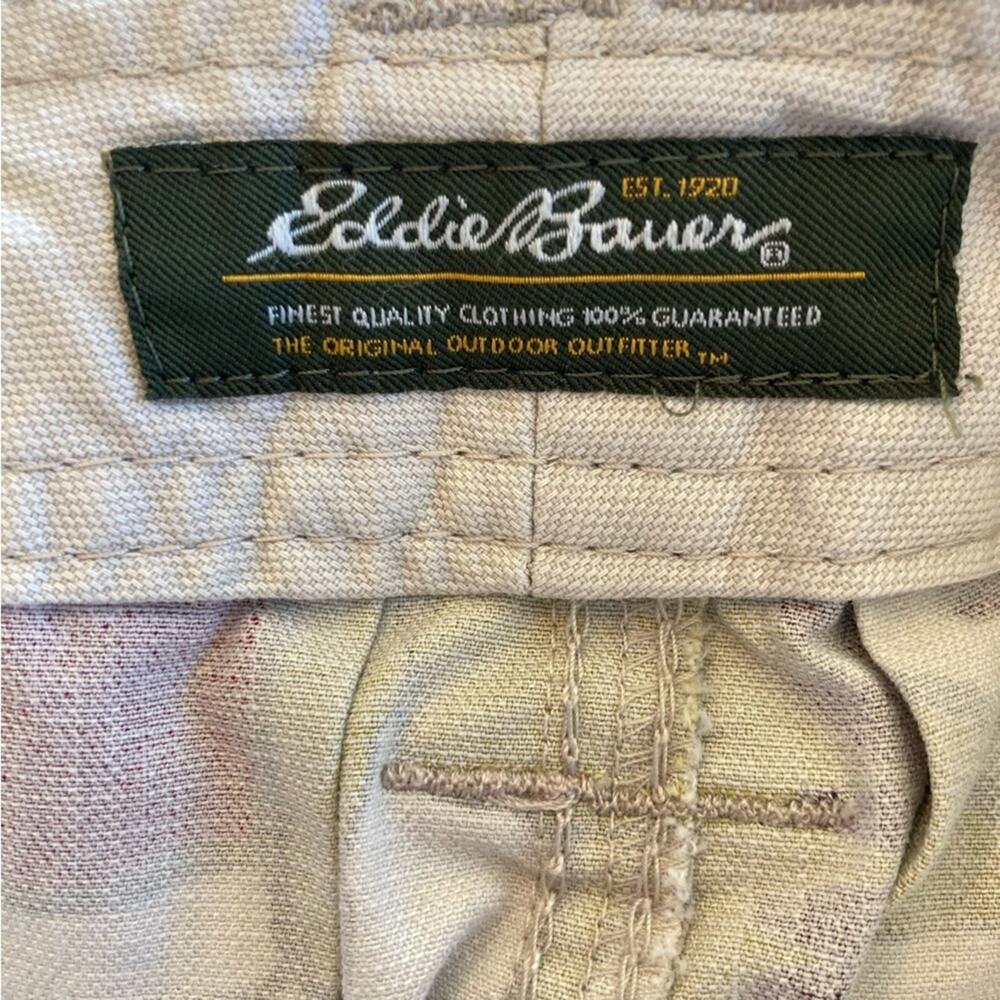 EST. 1920
Eddie Bauer®
FINEST QUALITY CLOTHING 100% GUARANTEED
THE ORIGINAL OUTDOOR OUTFITTER™